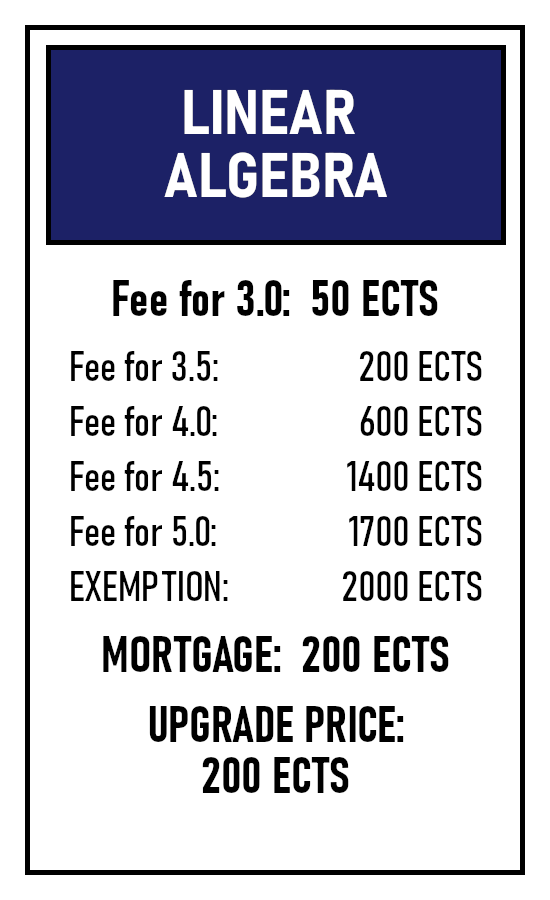 LINEAR
ALGEBRA
Fee for 3.0: 50 ECTS
Fee for 3.5: 200 ECTS
Fee for 4.0: 600 ECTS
Fee for 4.5: 1400 ECTS
Fee for 5.0: 1700 ECTS
EXEMPTION: 2000 ECTS
MORTGAGE: 200 ECTS
UPGRADE PRICE:
200 ECTS